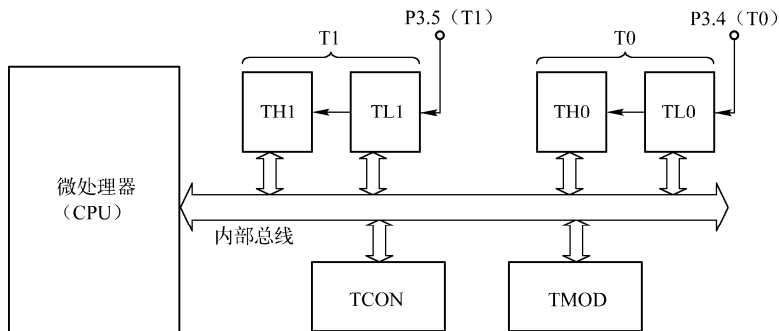 P3.5（T1）
P3.4（T0）
T1
T0
TH1
TL1
TH0
TL0
微处理器
（CPU）
内部总线
TCON
TMOD